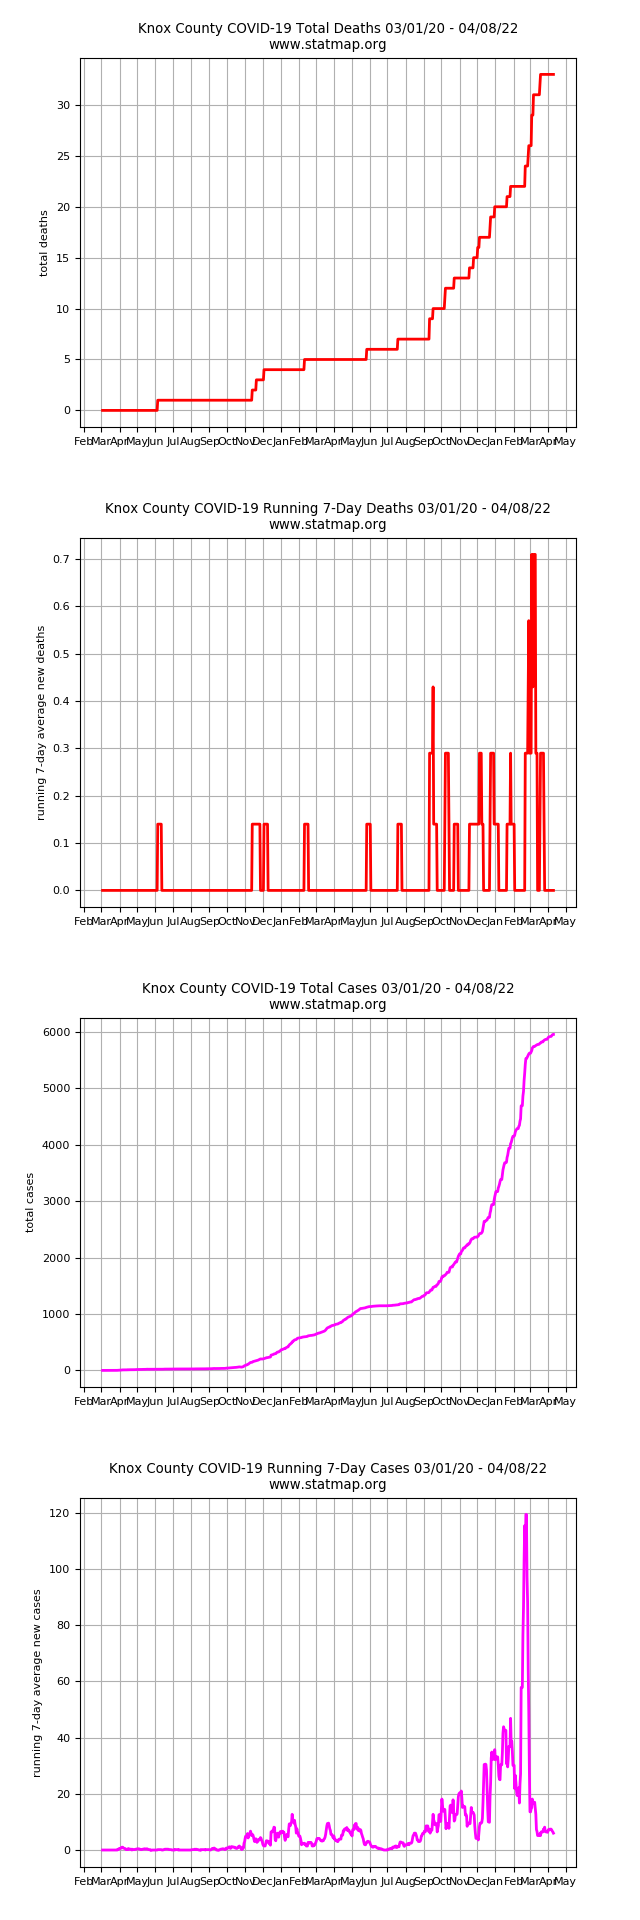 Knox County COVID-19 Total Deaths 03/01/20 - 04/08/22
www.statmap.org
30
25
20
15
10
5
0
total deaths
Feb Mar Apr May Jun Jul Aug Sep Oct Nov Dec Jan Feb Mar Apr May Jun Jul Aug Sep Oct Nov Dec Jan Feb Mar Apr May
Knox County COVID-19 Running 7-Day Deaths 03/01/20 - 04/08/22
www.statmap.org
0.7
0.6
0.5
0.4
0.3
0.2
0.1
0.0
running 7-day average new deaths
Feb Mar Apr May Jun Jul Aug Sep Oct Nov Dec Jan Feb Mar Apr May Jun Jul Aug Sep Oct Nov Dec Jan Feb Mar Apr May
Knox County COVID-19 Total Cases 03/01/20 - 04/08/22
www.statmap.org
6000
5000
4000
3000
2000
1000
0
total cases
Feb Mar Apr May Jun Jul Aug Sep Oct Nov Dec Jan Feb Mar Apr May Jun Jul Aug Sep Oct Nov Dec Jan Feb Mar Apr May
Knox County COVID-19 Running 7-Day Cases 03/01/20 - 04/08/22
www.statmap.org
120
100
80
60
40
20
0
running 7-day average new cases
Feb Mar Apr May Jun Jul Aug Sep Oct Nov Dec Jan Feb Mar Apr May Jun Jul Aug Sep Oct Nov Dec Jan Feb Mar Apr May